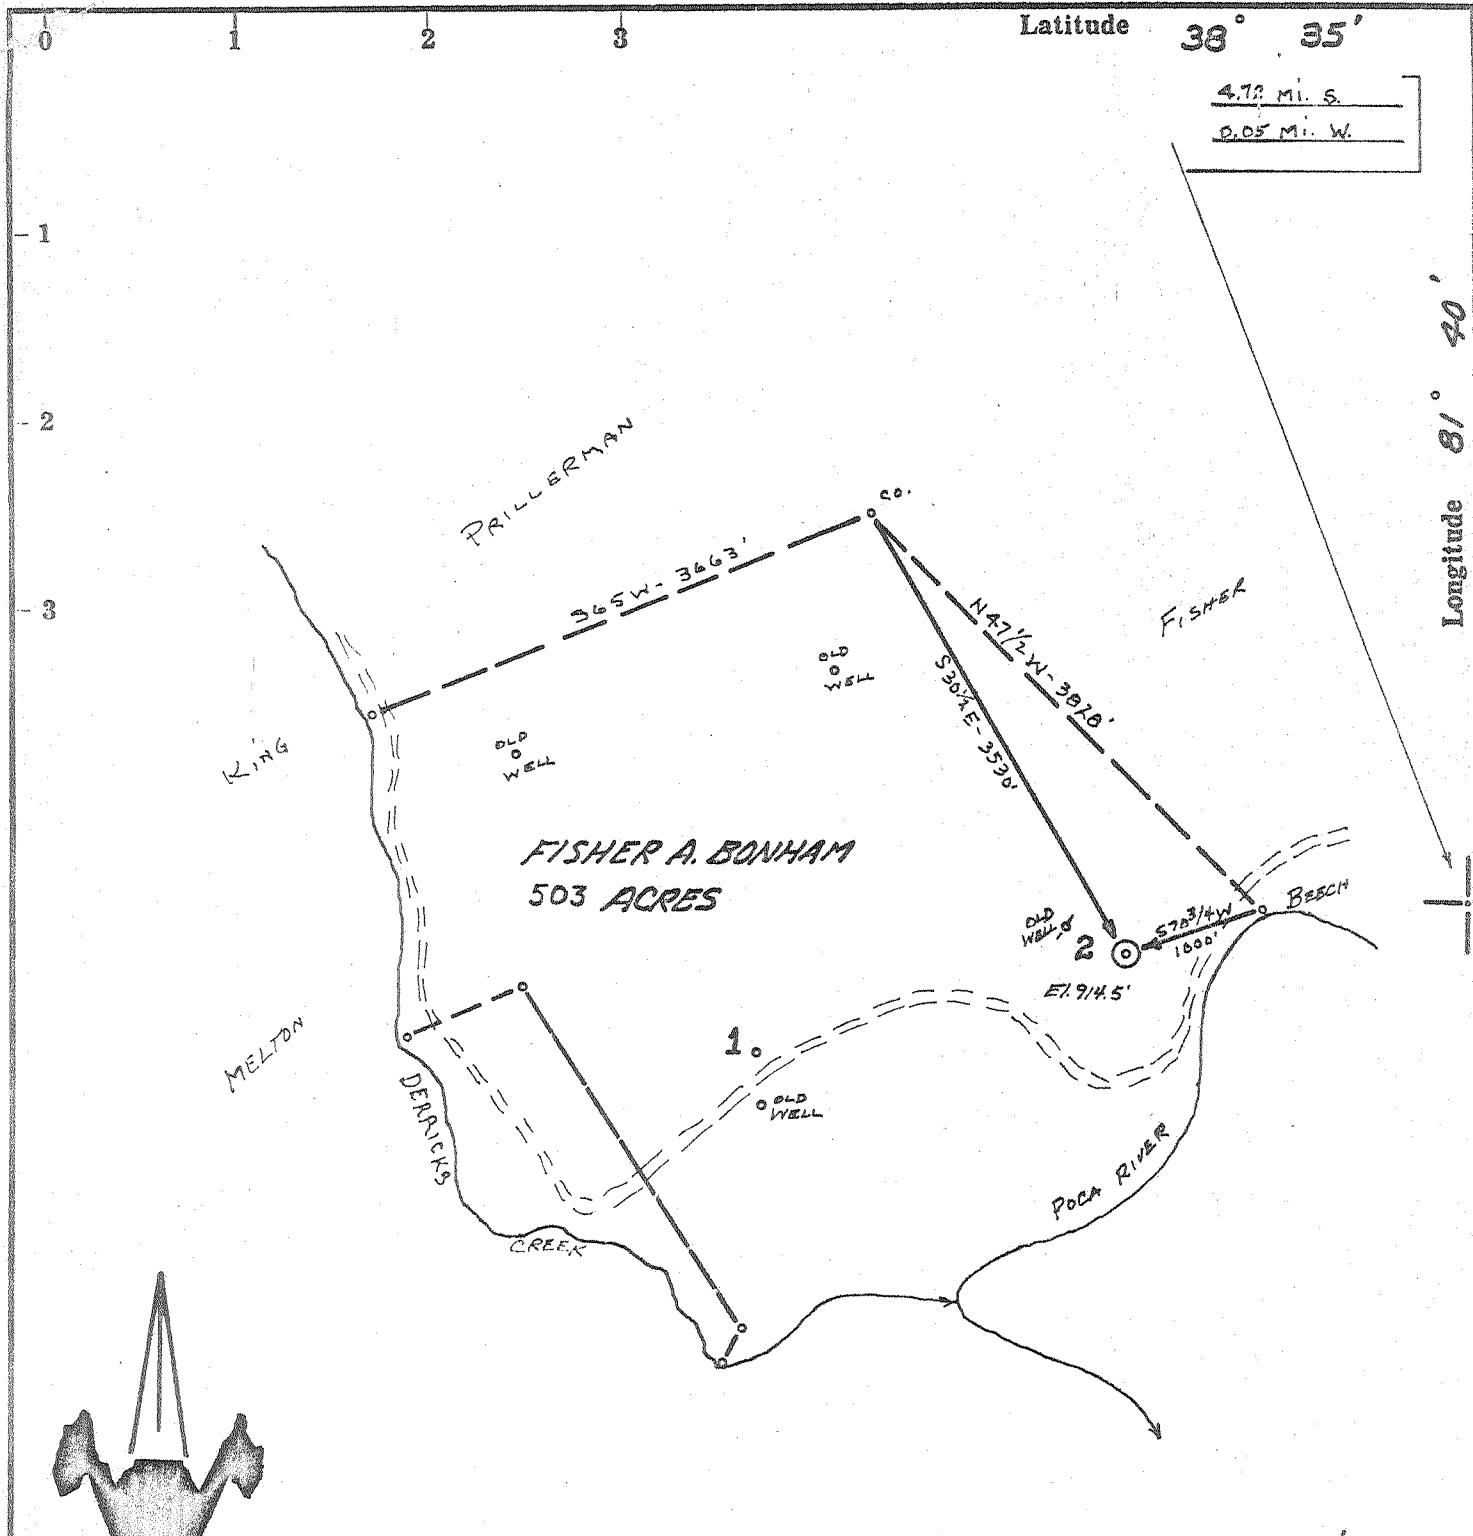 0 1 2 3 Latitude 38° 35'
4.72 Mi. S.
0.05 Mi. W.
1
2
3
Longitude 81° 40'
PRILLERMAN
CO.
S65W-3663'
N47½W-3828'
FISHER
S30½E-3530'
OLD
WELL
OLD
WELL
KING
FISHER A. BONHAM
503 ACRES
BEECH
OLD
WELL
2
S70¾W
1000'
El. 914.5'
1
OLD
WELL
MELTON
DERRICKS
CREEK
POCA RIVER